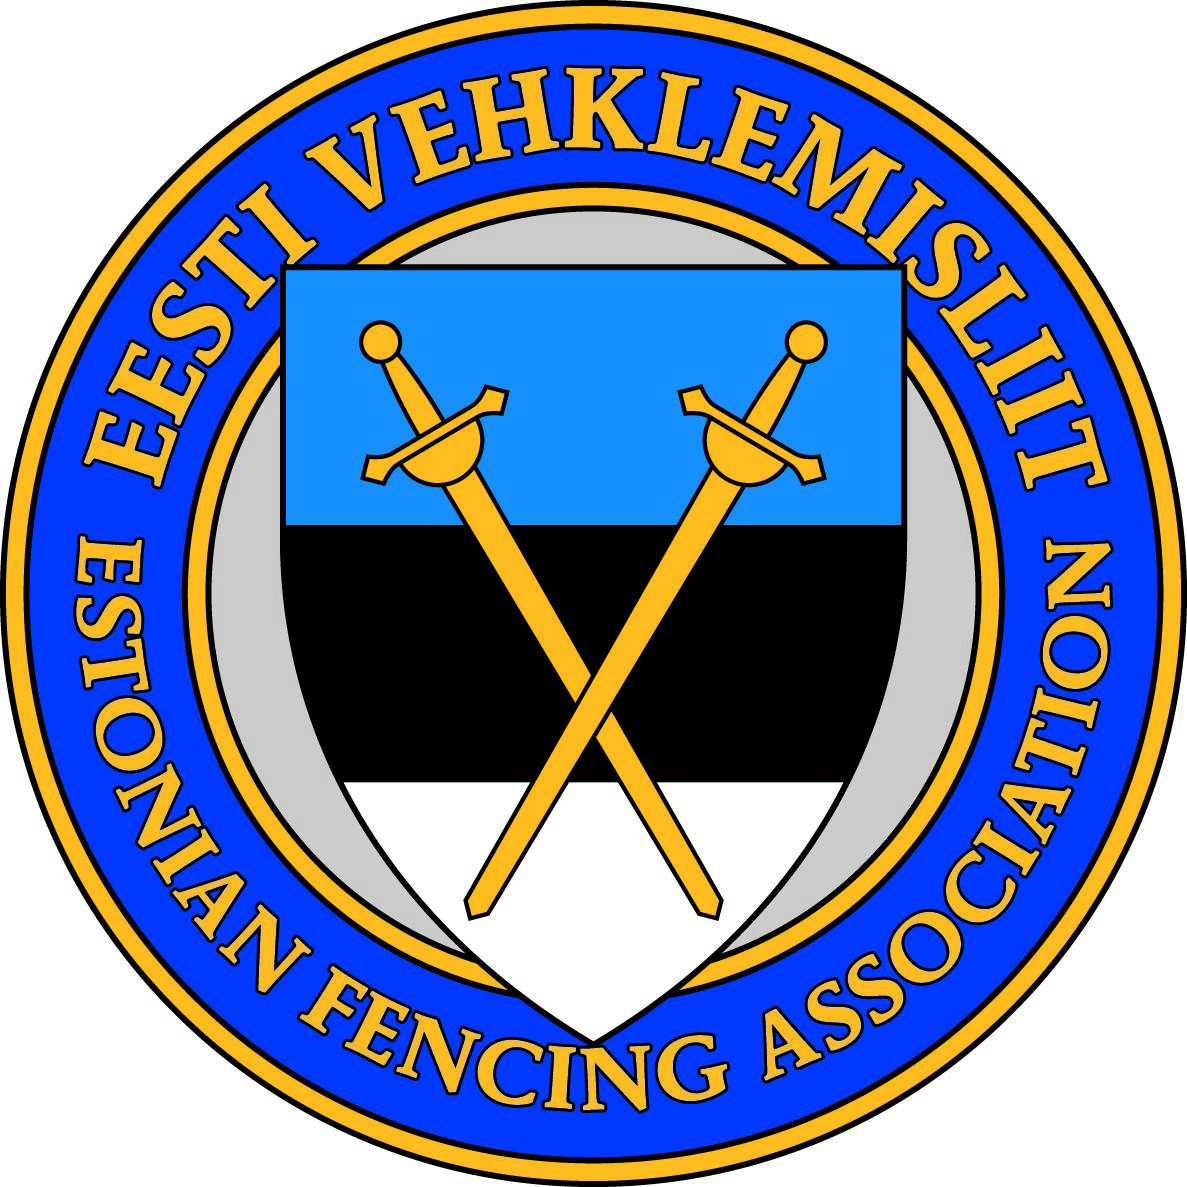 EESTI VEHKLEMISLIIT
ESTONIAN FENCING ASSOCIATION